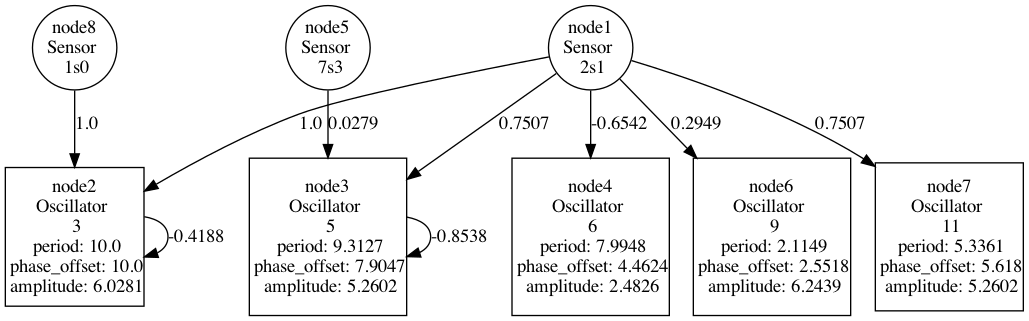 node8
Sensor
1s0
node5
Sensor
7s3
node1
Sensor
2s1
1.0
1.0
0.0279
0.7507
-0.6542
0.2949
0.7507
node2
Oscillator
3
period: 10.0
phase_offset: 10.0
amplitude: 6.0281
-0.4188
node3
Oscillator
5
period: 9.3127
phase_offset: 7.9047
amplitude: 5.2602
-0.8538
node4
Oscillator
6
period: 7.9948
phase_offset: 4.4624
amplitude: 2.4826
node6
Oscillator
9
period: 2.1149
phase_offset: 2.5518
amplitude: 6.2439
node7
Oscillator
11
period: 5.3361
phase_offset: 5.618
amplitude: 5.2602